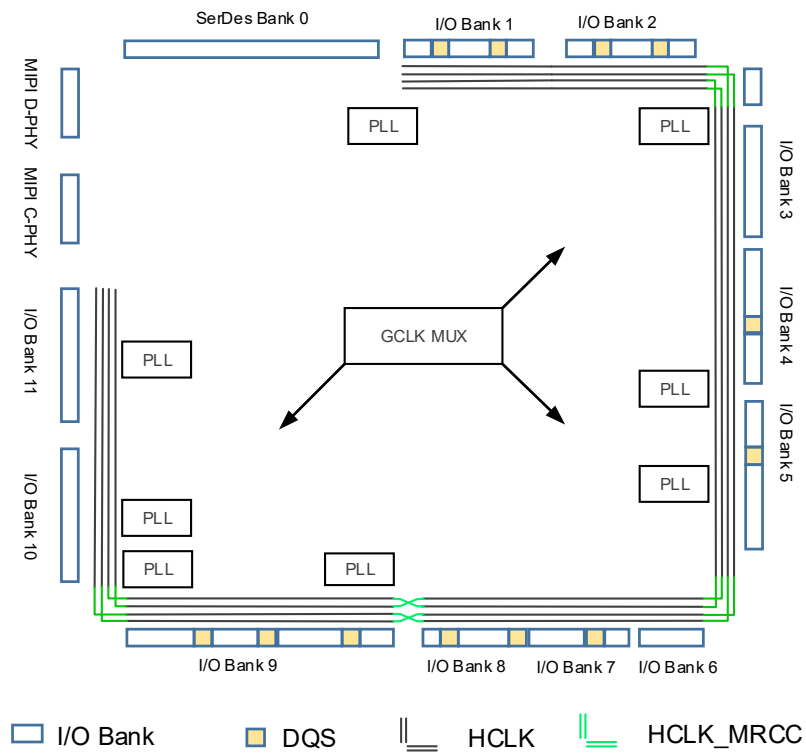 SerDes Bank 0
I/O Bank 1
I/O Bank 2
MIPI D-PHY
PLL
PLL
I/O Bank 3
MIPI C-PHY
I/O Bank 11
GCLK MUX
I/O Bank 4
PLL
PLL
I/O Bank 5
I/O Bank 10
PLL
PLL
PLL
PLL
I/O Bank 9
I/O Bank 8
I/O Bank 7
I/O Bank 6
I/O Bank
DQS
HCLK
HCLK_MRCC